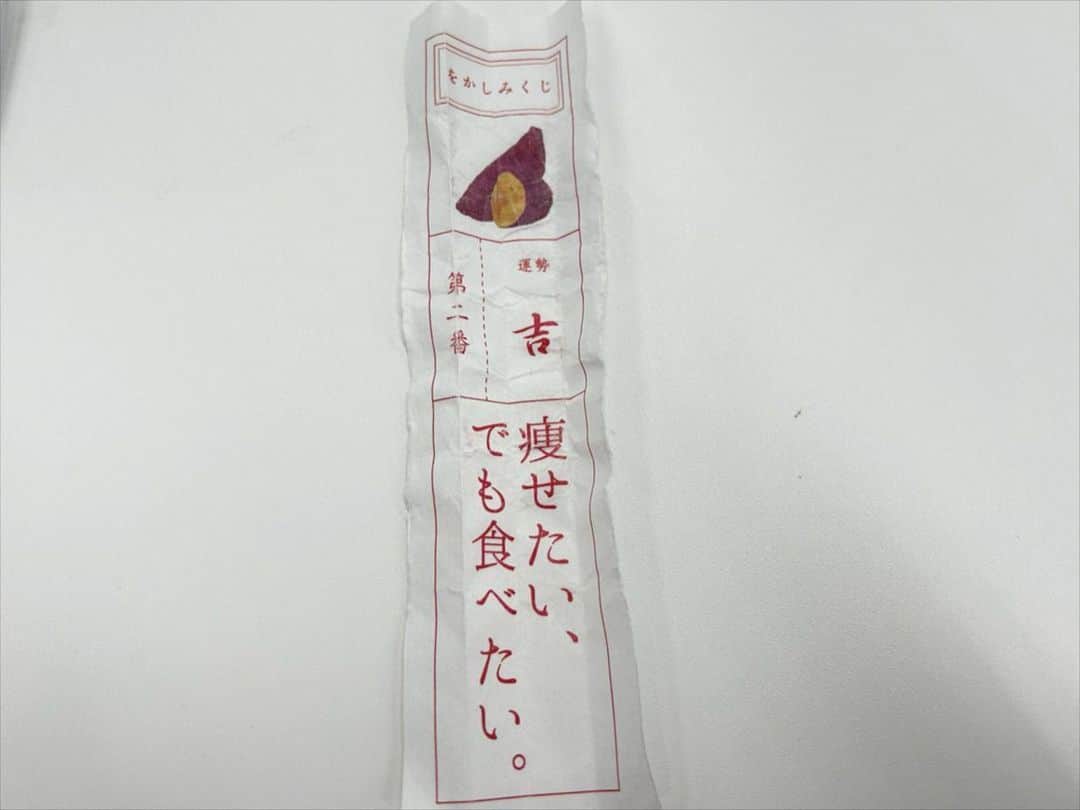 をかしみくじ
運勢
吉
第二番
痩せたい、
でも食べたい。